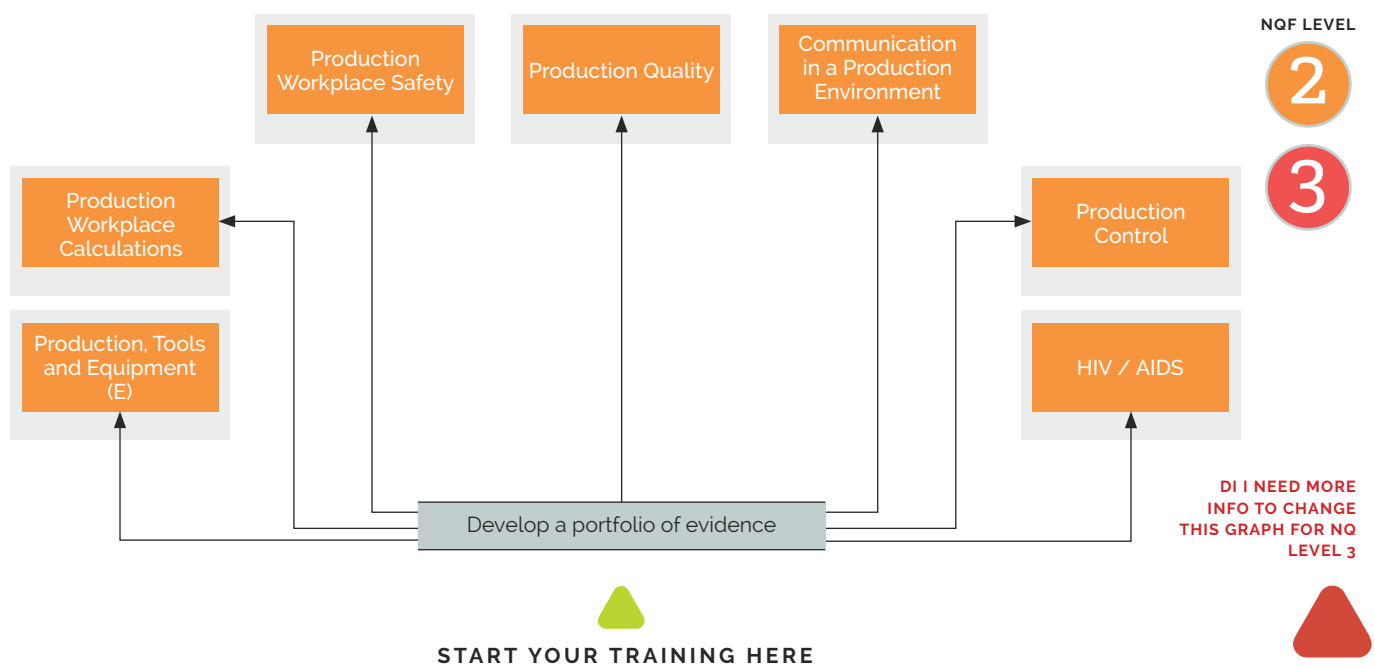 Production
Workplace Safety
Production Quality
Communication
in a Production
Environment
NQF LEVEL
2
3
Production
Workplace
Calculations
Production
Control
Production, Tools
and Equipment
(E)
HIV / AIDS
Develop a portfolio of evidence
DI I NEED MORE
INFO TO CHANGE
THIS GRAPH FOR NQ
LEVEL 3
START YOUR TRAINING HERE